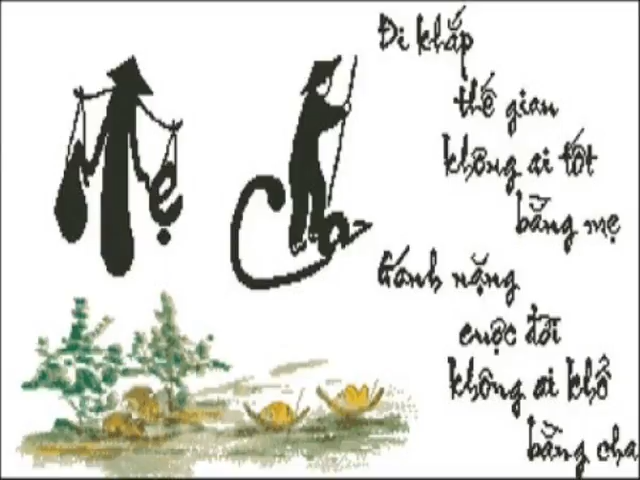 Mẹ Cha
Đi khắp
thế gian
không ai tốt
bằng mẹ
Gánh nặng
cuộc đời
không ai khổ
bằng cha